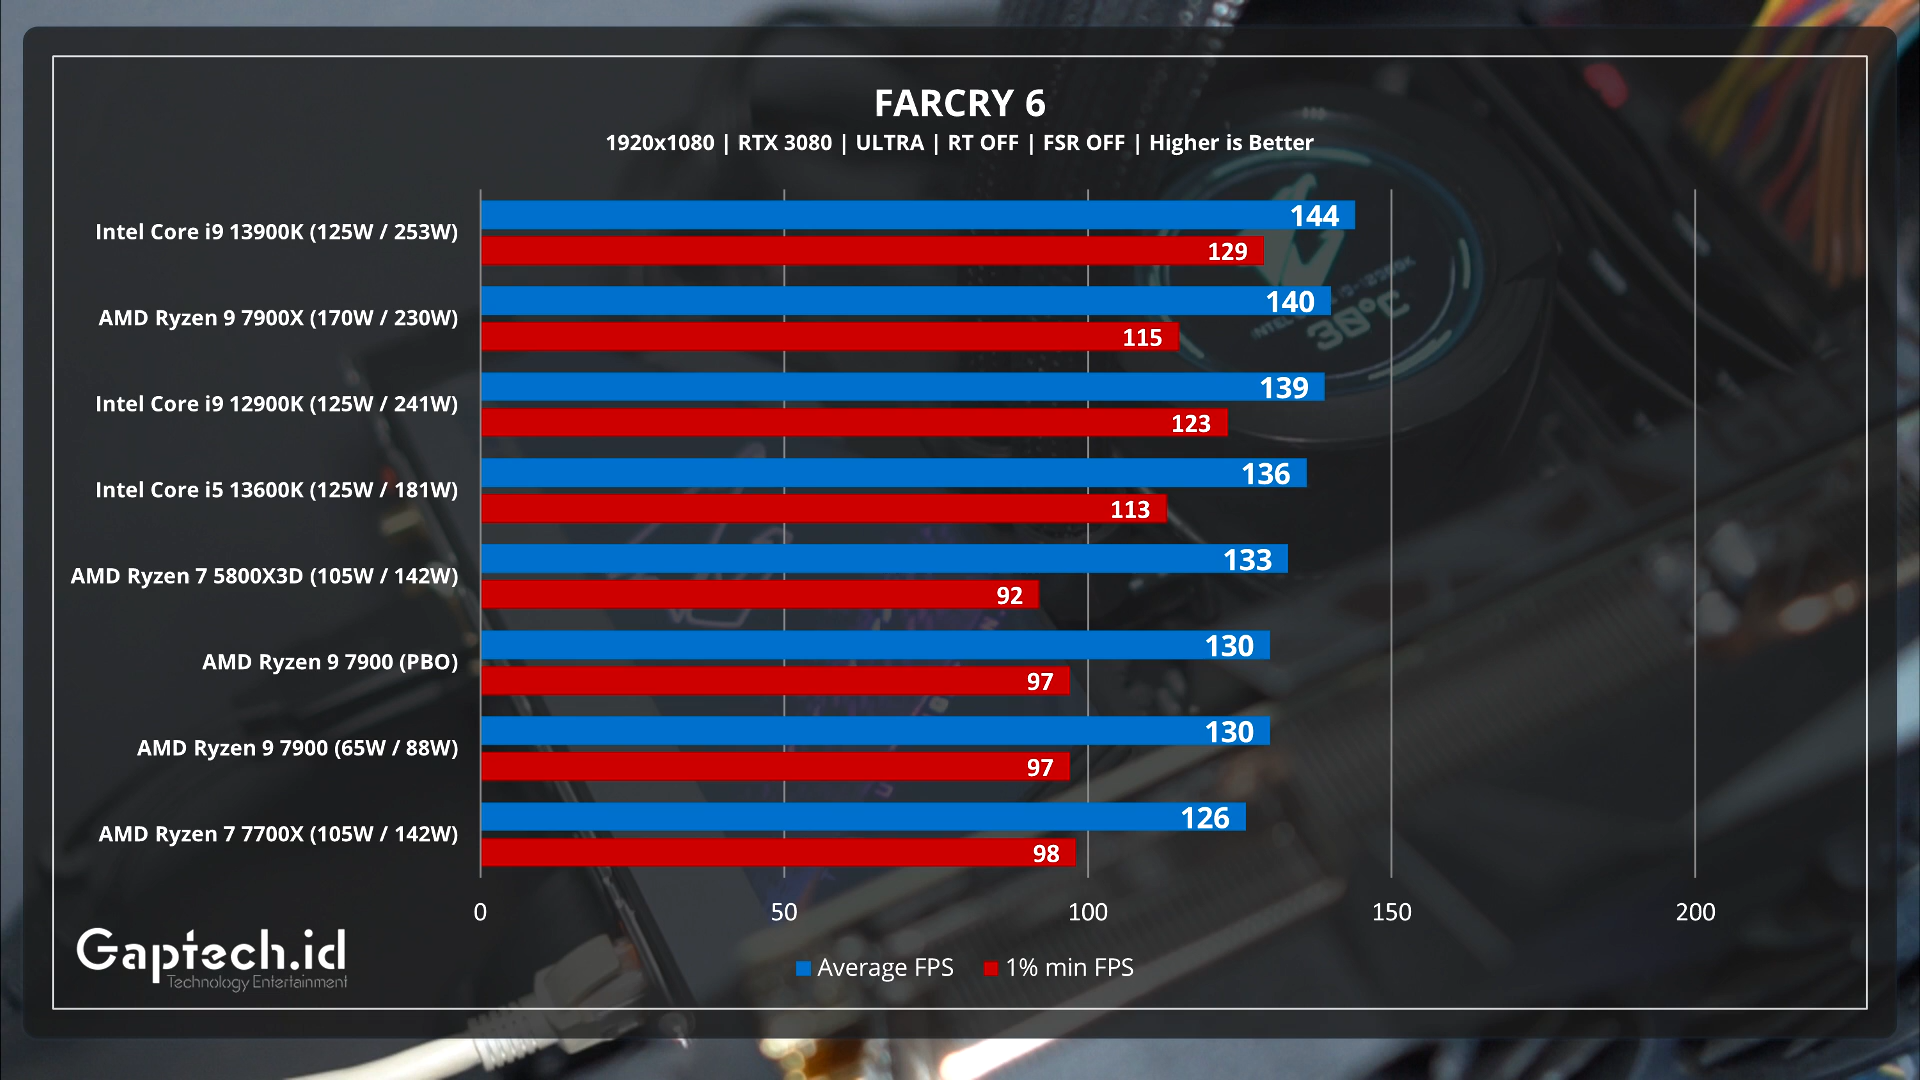 FARCRY 6
1920x1080 | RTX 3080 | ULTRA | RT OFF | FSR OFF | Higher is Better
Intel Core i9 13900K (125W / 253W)
144
129
AMD Ryzen 9 7900X (170W / 230W)
140
115
Intel Core i9 12900K (125W / 241W)
139
123
Intel Core i5 13600K (125W / 181W)
136
113
AMD Ryzen 7 5800X3D (105W / 142W)
133
92
AMD Ryzen 9 7900 (PBO)
130
97
AMD Ryzen 9 7900 (65W / 88W)
130
97
AMD Ryzen 7 7700X (105W / 142W)
126
98
0 50 100 150 200
Average FPS 1% min FPS
Gaptech.id
Technology Entertainment
30°C